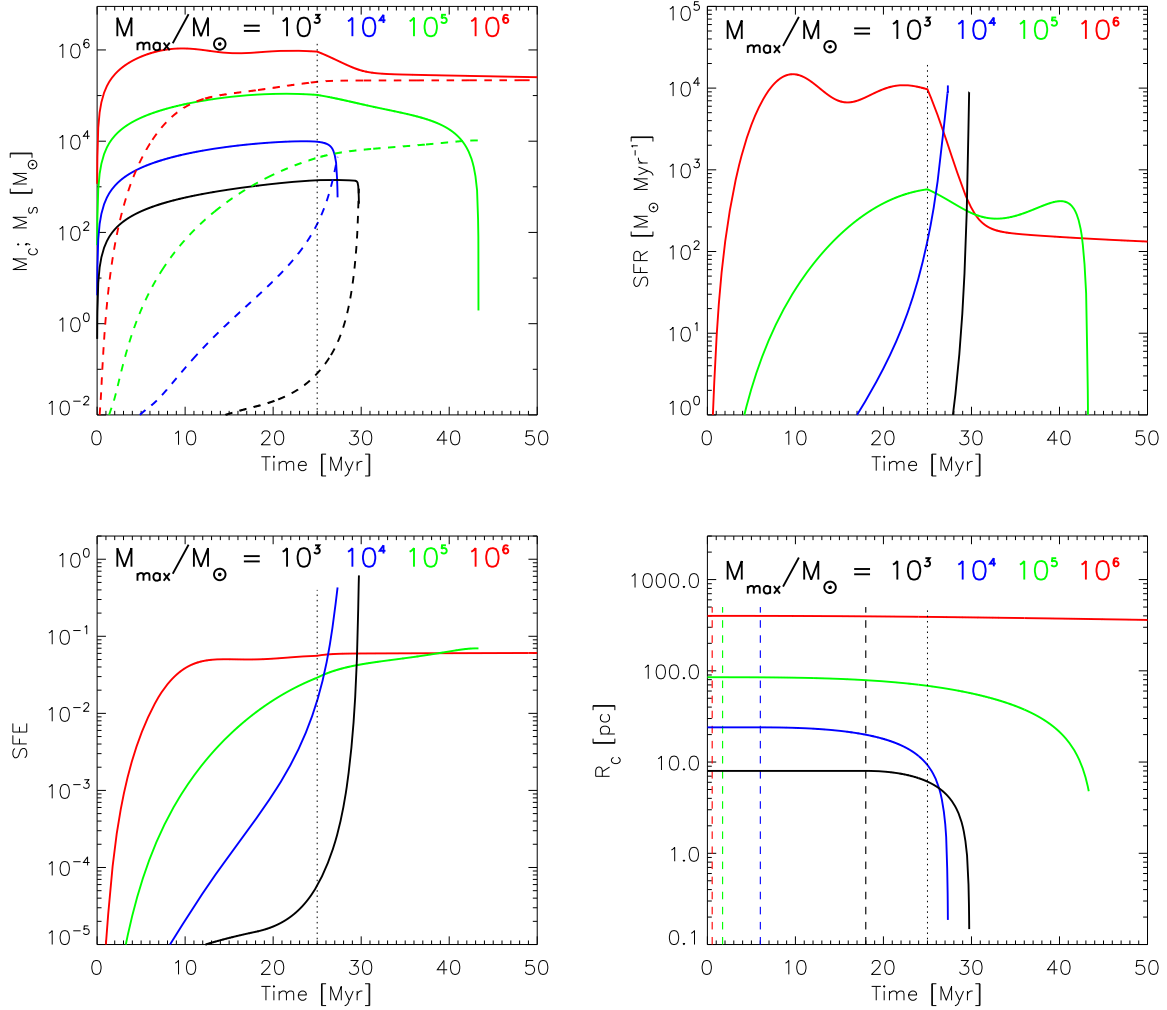 M_max/M_⊙ = 10³ 10⁴ 10⁵ 10⁶
M_c; M_s [M_⊙]
10⁶
10⁴
10²
10⁰
10⁻²
0 10 20 30 40 50
Time [Myr]
M_max/M_⊙ = 10³ 10⁴ 10⁵ 10⁶
SFR [M_⊙ Myr⁻¹]
10⁵
10⁴
10³
10²
10¹
10⁰
0 10 20 30 40 50
Time [Myr]
M_max/M_⊙ = 10³ 10⁴ 10⁵ 10⁶
SFE
10⁰
10⁻¹
10⁻²
10⁻³
10⁻⁴
10⁻⁵
0 10 20 30 40 50
Time [Myr]
M_max/M_⊙ = 10³ 10⁴ 10⁵ 10⁶
R_c [pc]
1000.0
100.0
10.0
1.0
0.1
0 10 20 30 40 50
Time [Myr]